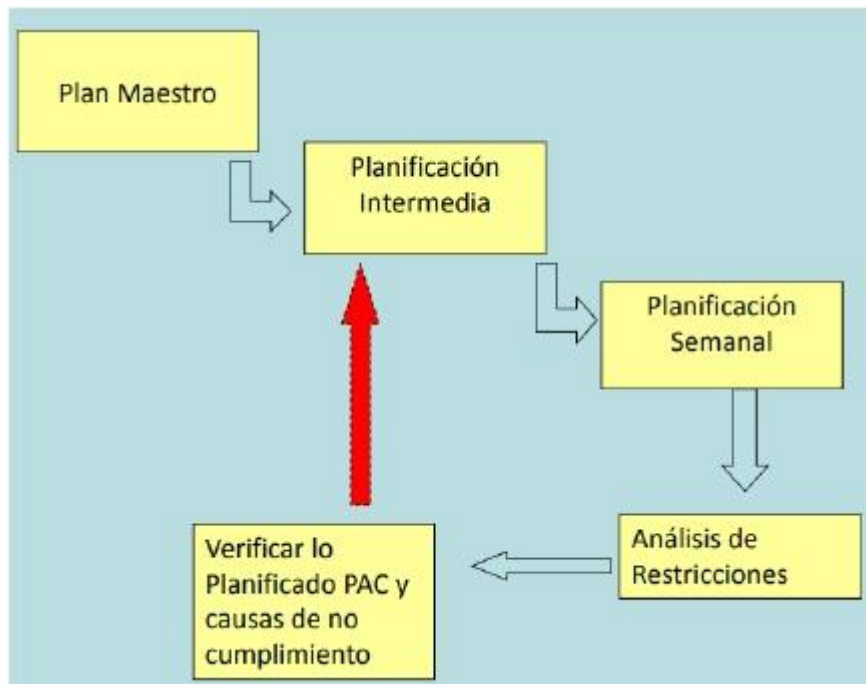 Plan Maestro
Planificación
Intermedia
Planificación
Semanal
Análisis de
Restricciones
Verificar lo
Planificado PAC y
causas de no
cumplimiento